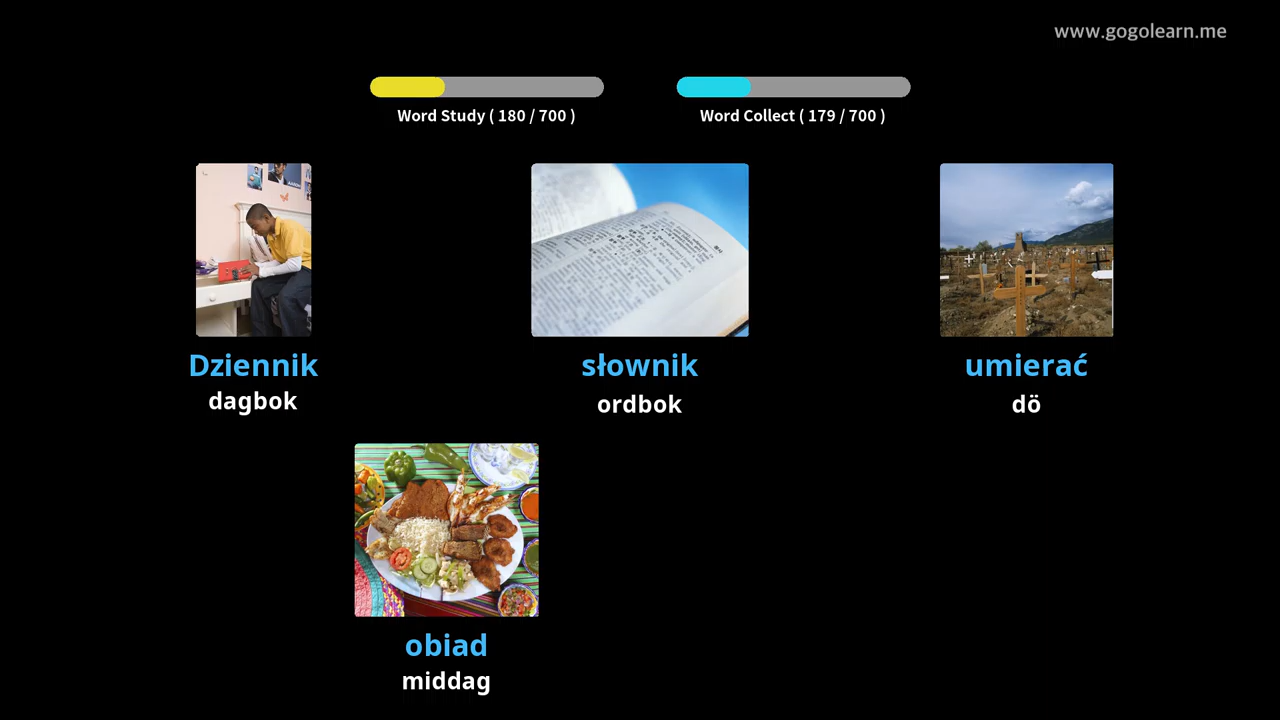 www.gogolearn.me
Word Study ( 180 / 700 )
Word Collect ( 179 / 700 )
Dziennik
dagbok
słownik
ordbok
umierać
dö
obiad
middag